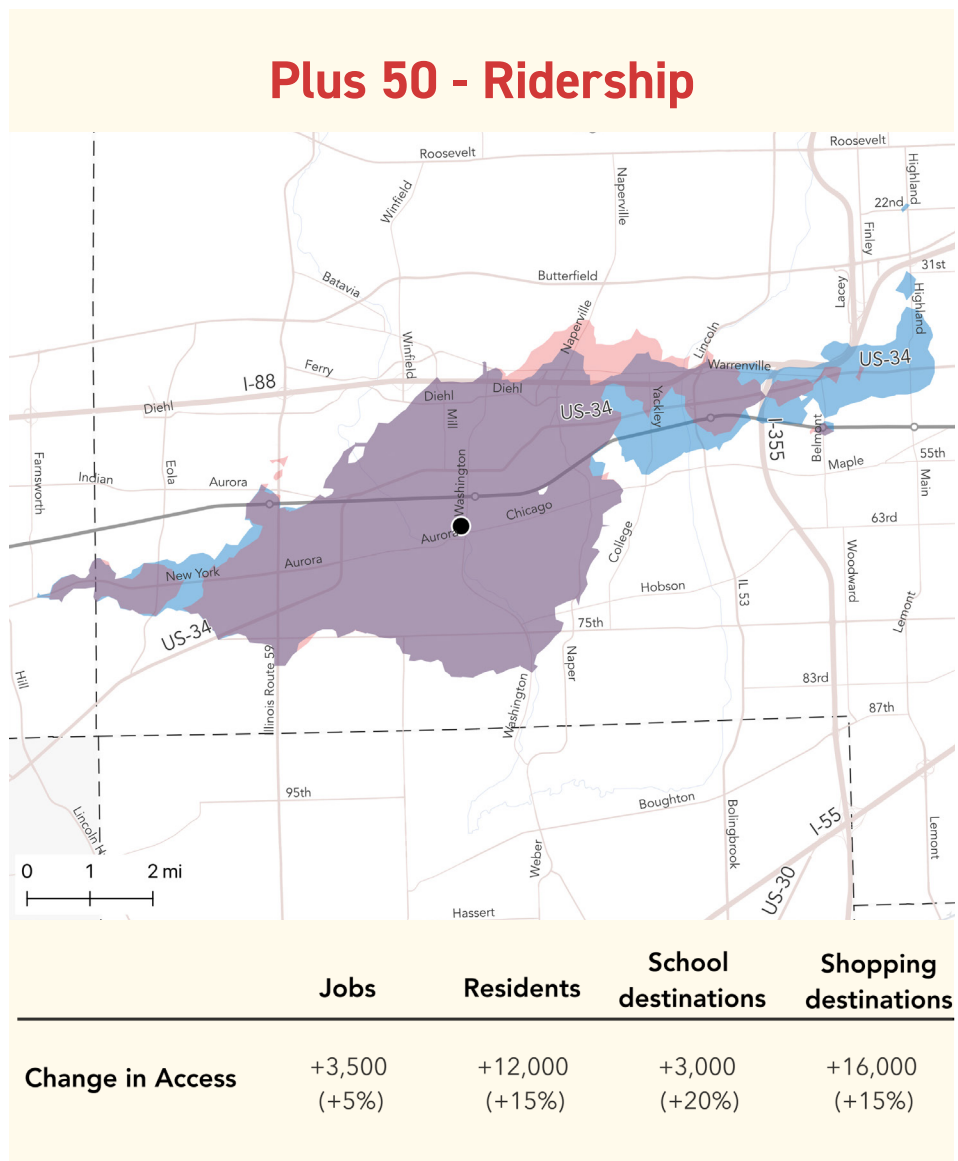 Plus 50 - Ridership
Roosevelt
Roosevelt
Highland
Winfield
Naperville
22nd
Finley
31st
Batavia
Butterfield
Lacey
Highland
Naperville
Lincoln
Winfield
Warrenville
US-34
Ferry
I-88
Diehl
Diehl
Diehl
US-34
Yackley
Mill
I-355
Belmont
55th
Farnsworth
Indian
Eola
Aurora
Washington
Maple
Main
Chicago
63rd
Aurora
College
Aurora
New York
Hobson
IL 53
Woodward
Lemont
75th
US-34
Illinois Route 59
Naper
Hill
83rd
Washington
87th
95th
Boughton
Lincoln H
Bolingbrook
I-55
Lemont
Weber
0 1 2 mi
US-30
Hassert
Jobs Residents School destinations Shopping destinations
Change in Access +3,500 +12,000 +3,000 +16,000
(+5%) (+15%) (+20%) (+15%)